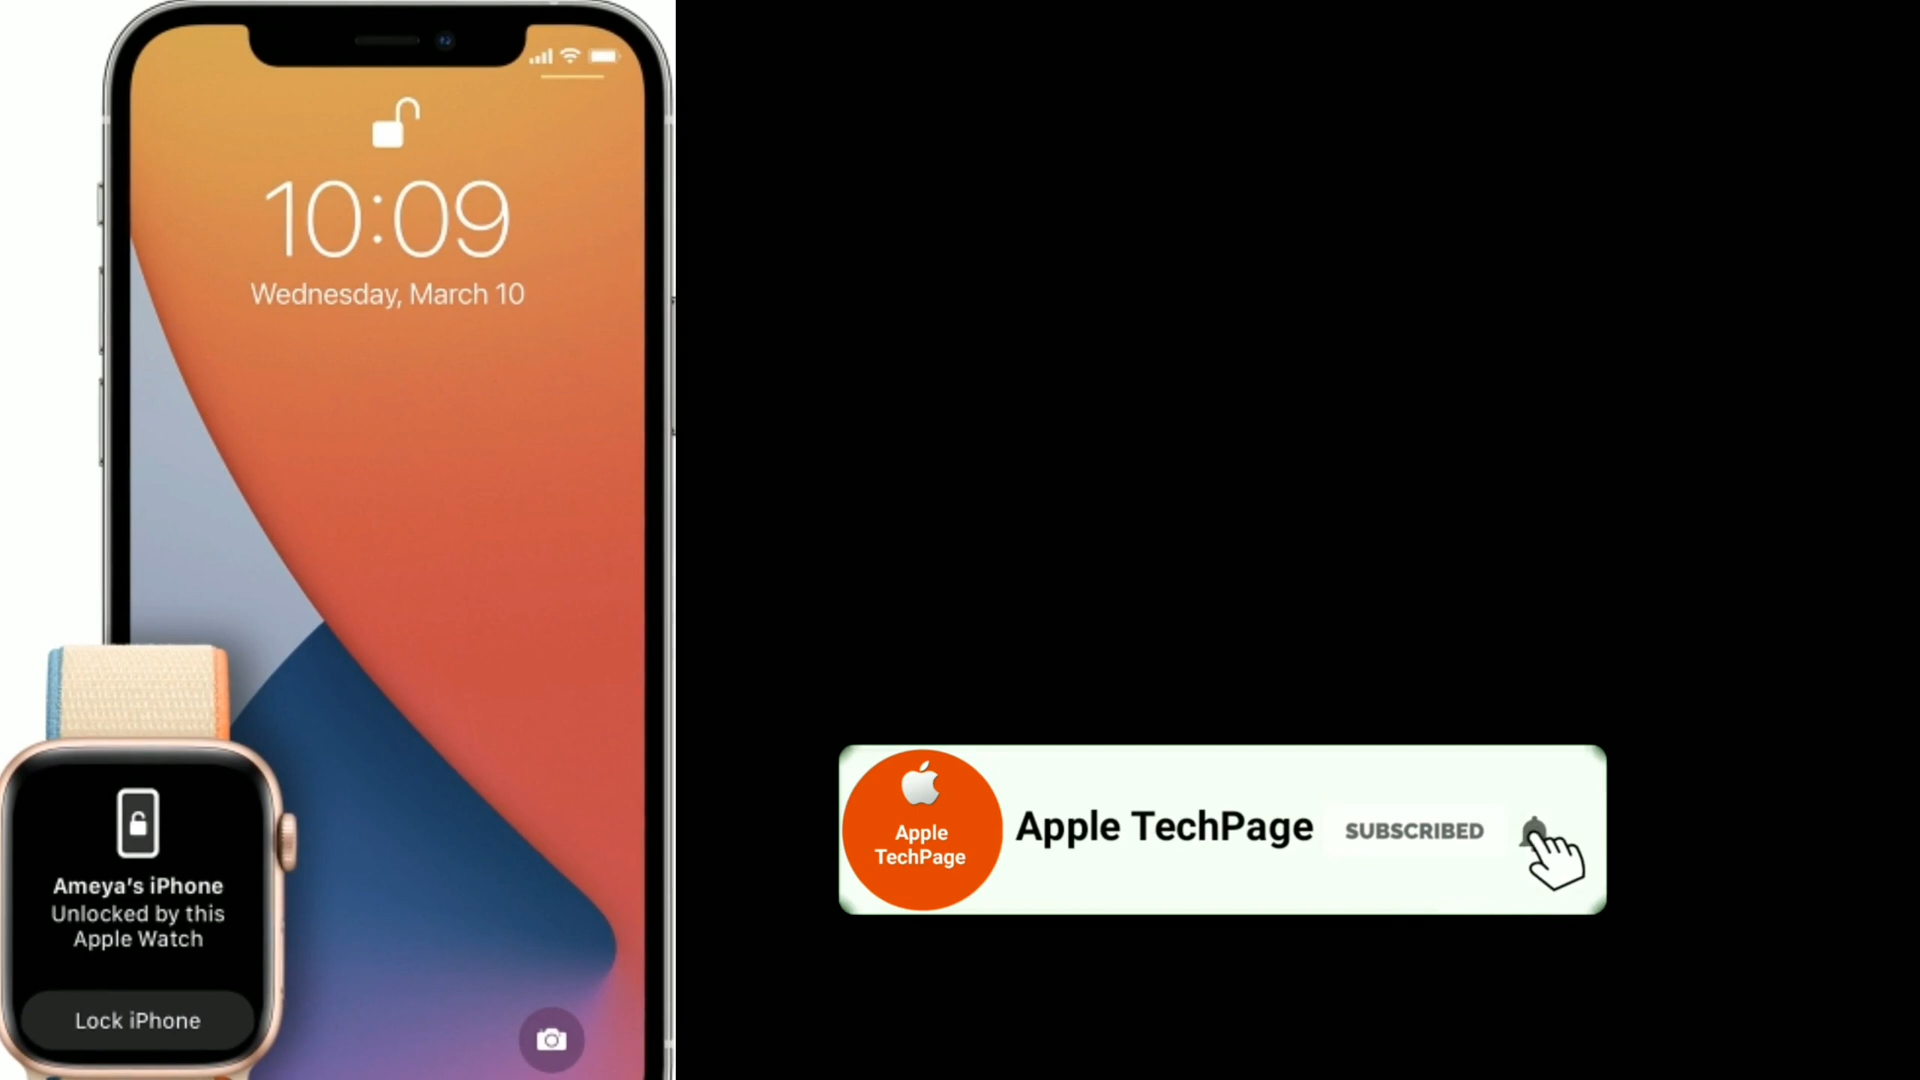 10:09
Wednesday, March 10
Ameya's iPhone
Unlocked by this
Apple Watch
Lock iPhone
Apple
TechPage
Apple TechPage
SUBSCRIBED